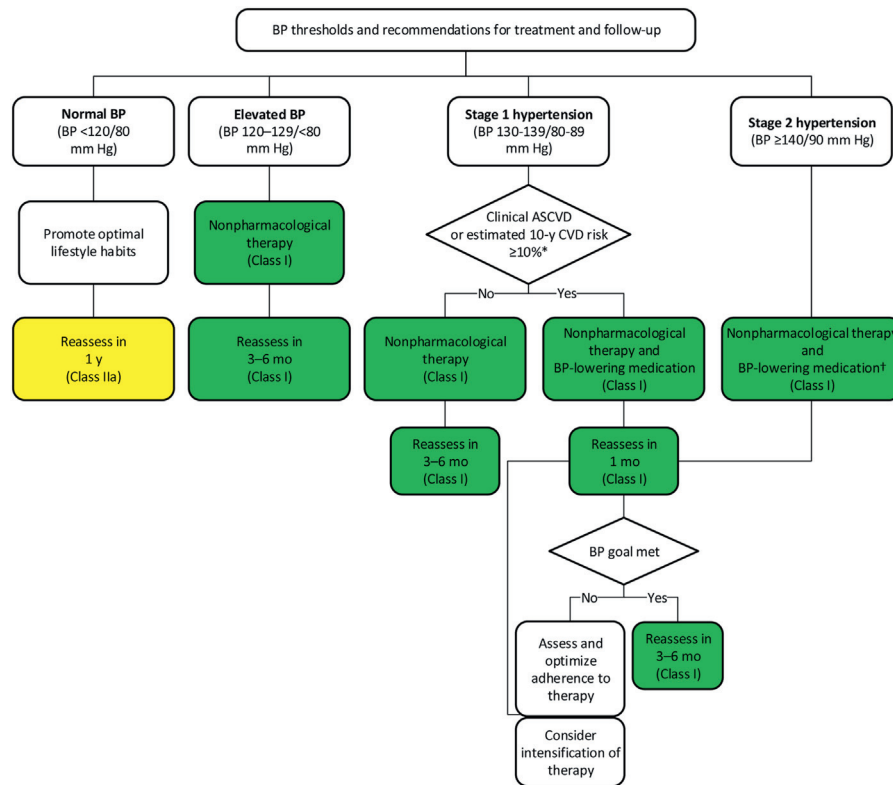 BP thresholds and recommendations for treatment and follow-up
Normal BP
(BP <120/80
mm Hg)
Elevated BP
(BP 120–129/<80
mm Hg)
Stage 1 hypertension
(BP 130-139/80-89
mm Hg)
Stage 2 hypertension
(BP ≥140/90 mm Hg)
Promote optimal
lifestyle habits
Nonpharmacological
therapy
(Class I)
Clinical ASCVD
or estimated 10-y CVD risk
≥10%*
No
Yes
Reassess in
1 y
(Class IIa)
Reassess in
3–6 mo
(Class I)
Nonpharmacological
therapy
(Class I)
Nonpharmacological
therapy and
BP-lowering medication
(Class I)
Nonpharmacological therapy
and
BP-lowering medication†
(Class I)
Reassess in
3–6 mo
(Class I)
Reassess in
1 mo
(Class I)
BP goal met
No
Yes
Assess and
optimize
adherence to
therapy
Reassess in
3–6 mo
(Class I)
Consider
intensification of
therapy